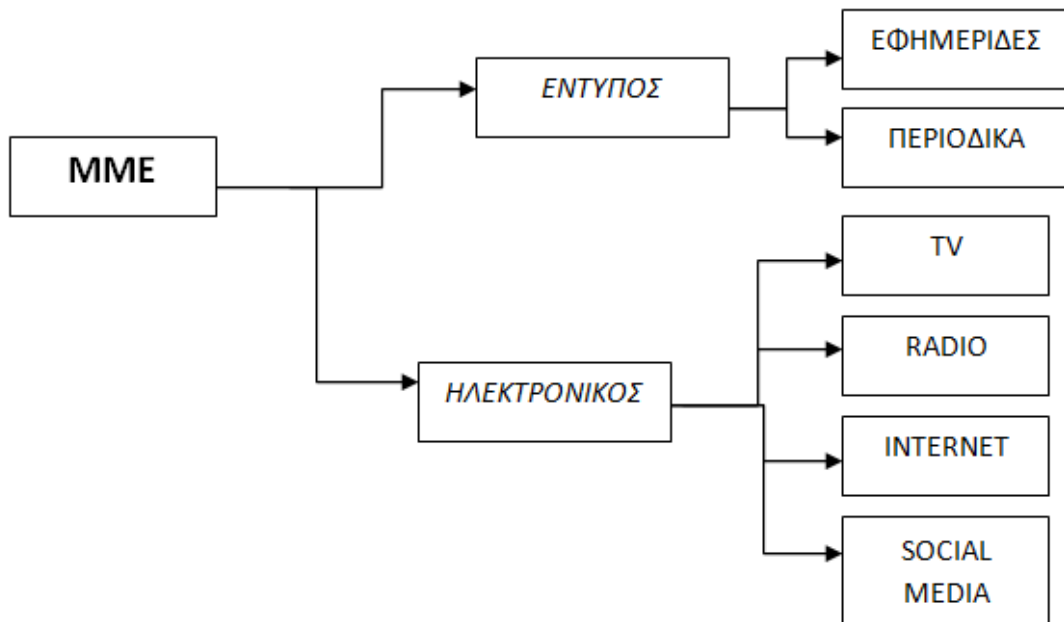 ΜΜΕ
ΕΝΤΥΠΟΣ
ΕΦΗΜΕΡΙΔΕΣ
ΠΕΡΙΟΔΙΚΑ
ΗΛΕΚΤΡΟΝΙΚΟΣ
TV
RADIO
INTERNET
SOCIAL
MEDIA